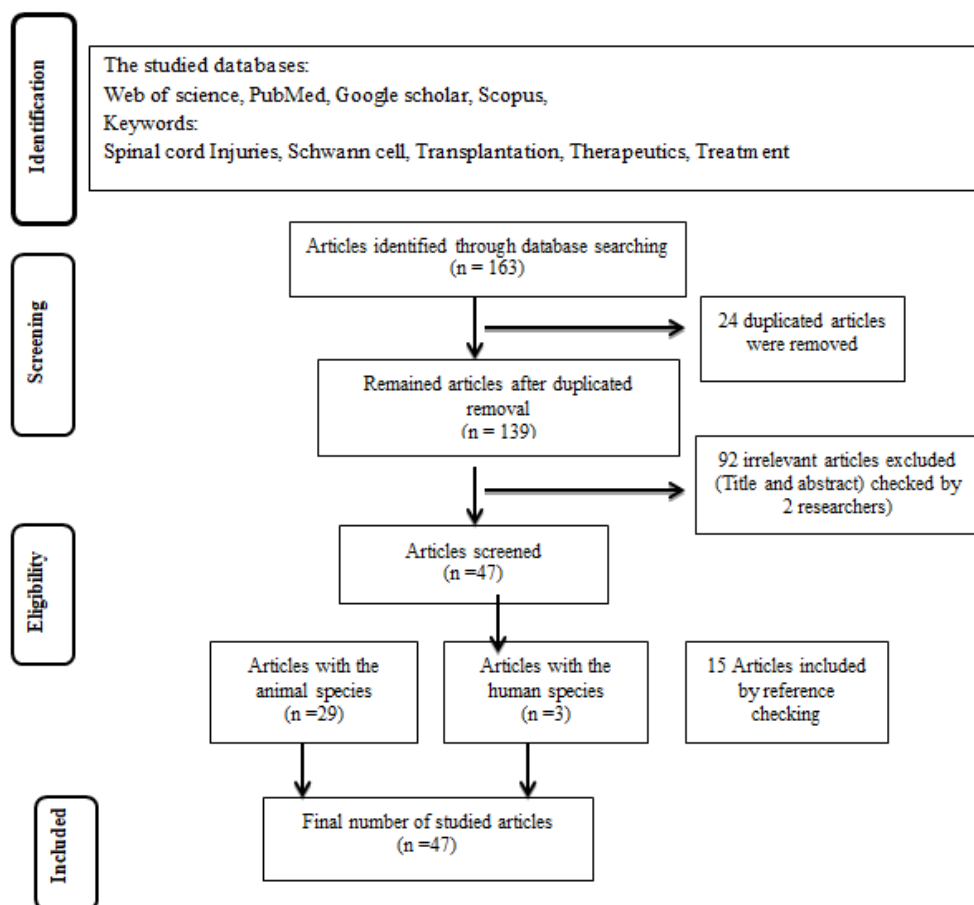 Identification
The studied databases:
Web of science, PubMed, Google scholar, Scopus,
Keywords:
Spinal cord Injuries, Schwann cell, Transplantation, Therapeutics, Treatment
Screening
Articles identified through database searching
(n = 163)
24 duplicated articles
were removed
Remained articles after duplicated
removal
(n = 139)
92 irrelevant articles excluded
(Title and abstract) checked by
2 researchers)
Eligibility
Articles screened
(n =47)
Articles with the
animal species
(n =29)
Articles with the
human species
(n =3)
15 Articles included
by reference
checking
Included
Final number of studied articles
(n =47)